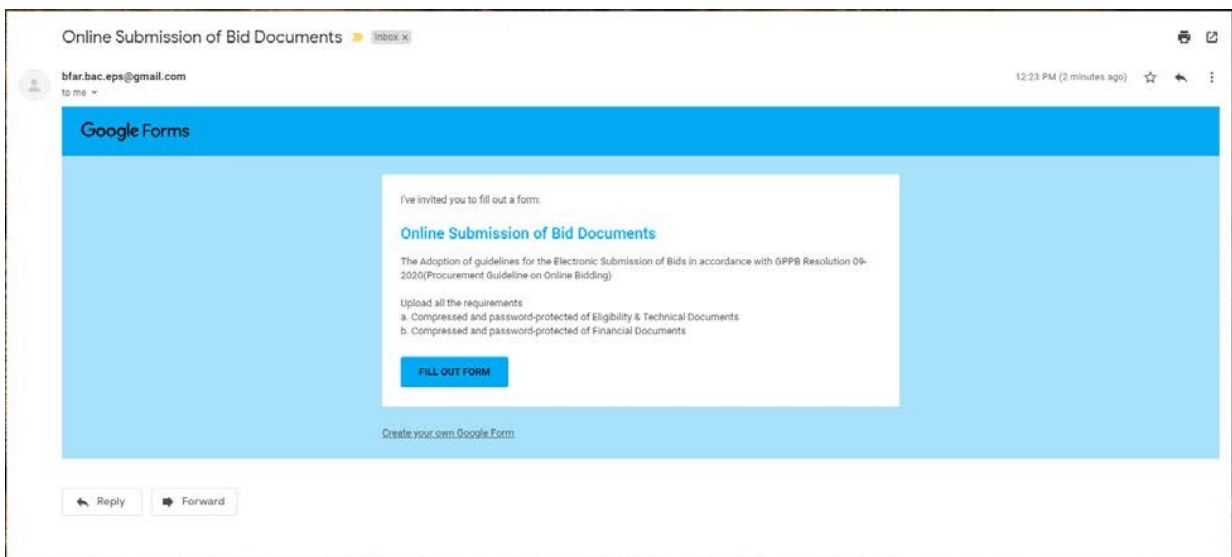 Online Submission of Bid Documents Inbox x
bfar.bac.eps@gmail.com 12:23 PM (2 minutes ago)
to me
Google Forms
I've invited you to fill out a form:
Online Submission of Bid Documents
The Adoption of guidelines for the Electronic Submission of Bids in accordance with GPPB Resolution 09-
2020(Procurement Guideline on Online Bidding)
Upload all the requirements
a. Compressed and password-protected of Eligibility & Technical Documents
b. Compressed and password-protected of Financial Documents
FILL OUT FORM
Create your own Google Form
Reply Forward